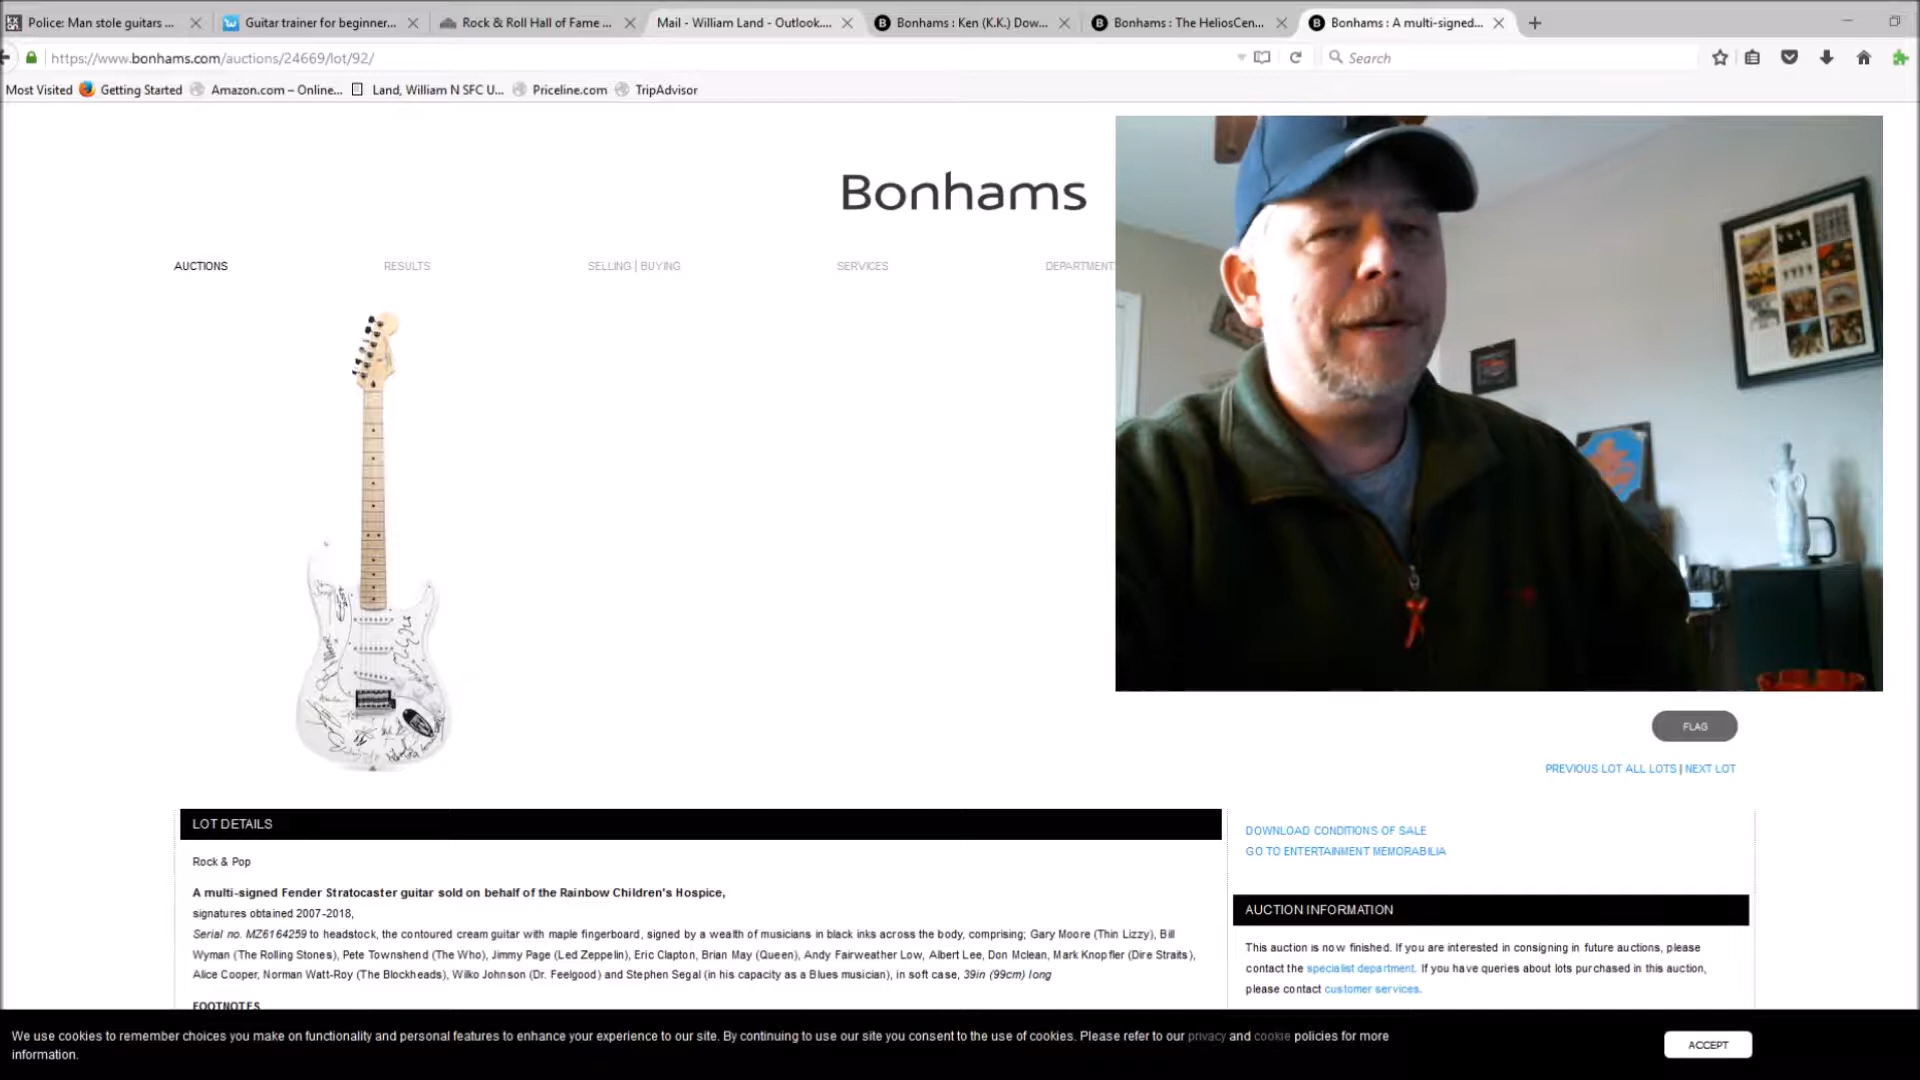 Police: Man stole guitars ...
Guitar trainer for beginner...
Rock & Roll Hall of Fame ...
Mail - William Land - Outlook....
Bonhams : Ken (K.K.) Dow...
Bonhams : The HeliosCen...
Bonhams : A multi-signed...
https://www.bonhams.com/auctions/24669/lot/92/
Search
Most Visited
Getting Started
Amazon.com – Online...
Land, William N SFC U...
Priceline.com
TripAdvisor
Bonhams
AUCTIONS
RESULTS
SELLING | BUYING
SERVICES
DEPARTMENT
FLAG
PREVIOUS LOT ALL LOTS | NEXT LOT
LOT DETAILS
Rock & Pop
A multi-signed Fender Stratocaster guitar sold on behalf of the Rainbow Children's Hospice,
signatures obtained 2007-2018,
Serial no. MZ6164259 to headstock, the contoured cream guitar with maple fingerboard, signed by a wealth of musicians in black inks across the body, comprising; Gary Moore (Thin Lizzy), Bill
Wyman (The Rolling Stones), Pete Townshend (The Who), Jimmy Page (Led Zeppelin), Eric Clapton, Brian May (Queen), Andy Fairweather Low, Albert Lee, Don Mclean, Mark Knopfler (Dire Straits),
Alice Cooper, Norman Watt-Roy (The Blockheads), Wilko Johnson (Dr. Feelgood) and Stephen Segal (in his capacity as a Blues musician), in soft case, 39in (99cm) long
FOOTNOTES
DOWNLOAD CONDITIONS OF SALE
GO TO ENTERTAINMENT MEMORABILIA
AUCTION INFORMATION
This auction is now finished. If you are interested in consigning in future auctions, please
contact the specialist department. If you have queries about lots purchased in this auction,
please contact customer services.
We use cookies to remember choices you make on functionality and personal features to enhance your experience to our site. By continuing to use our site you consent to the use of cookies. Please refer to our privacy and cookie policies for more
information.
ACCEPT